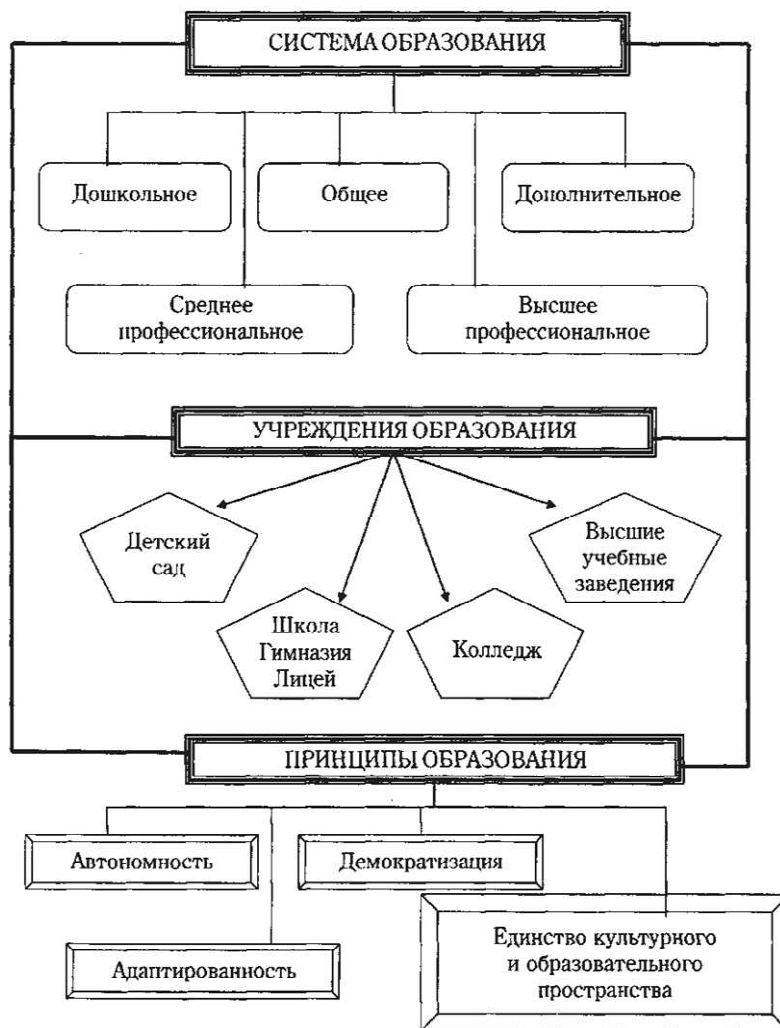 СИСТЕМА ОБРАЗОВАНИЯ
Дошкольное
Общее
Дополнительное
Среднее
профессиональное
Высшее
профессиональное
УЧРЕЖДЕНИЯ ОБРАЗОВАНИЯ
Детский
сад
Высшие
учебные
заведения
Школа
Гимназия
Лицей
Колледж
ПРИНЦИПЫ ОБРАЗОВАНИЯ
Автономность
Демократизация
Адаптированность
Единство культурного
и образовательного
пространства